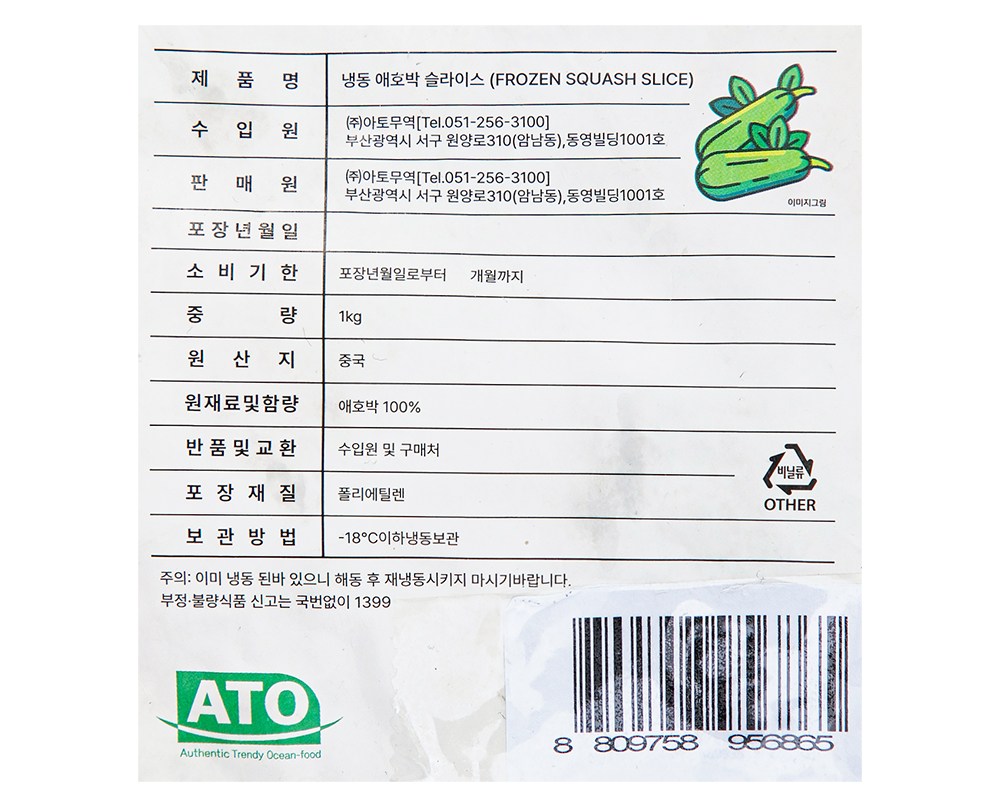 제품명 냉동 애호박 슬라이스 (FROZEN SQUASH SLICE)
수입원 ㈜아토무역[Tel.051-256-3100]
부산광역시 서구 원양로310(암남동),동영빌딩1001호
판매원 ㈜아토무역[Tel.051-256-3100]
부산광역시 서구 원양로310(암남동),동영빌딩1001호
이미지그림
포장년월일
소비기한 포장년월일로부터 개월까지
중량 1kg
원산지 중국
원재료및함량 애호박 100%
반품및교환 수입원 및 구매처
포장재질 폴리에틸렌
비닐류
OTHER
보관방법 -18°C이하냉동보관
주의: 이미 냉동 된바 있으니 해동 후 재냉동시키지 마시기바랍니다.
부정·불량식품 신고는 국번없이 1399
ATO
Authentic Trendy Ocean-food
8 809758 956865